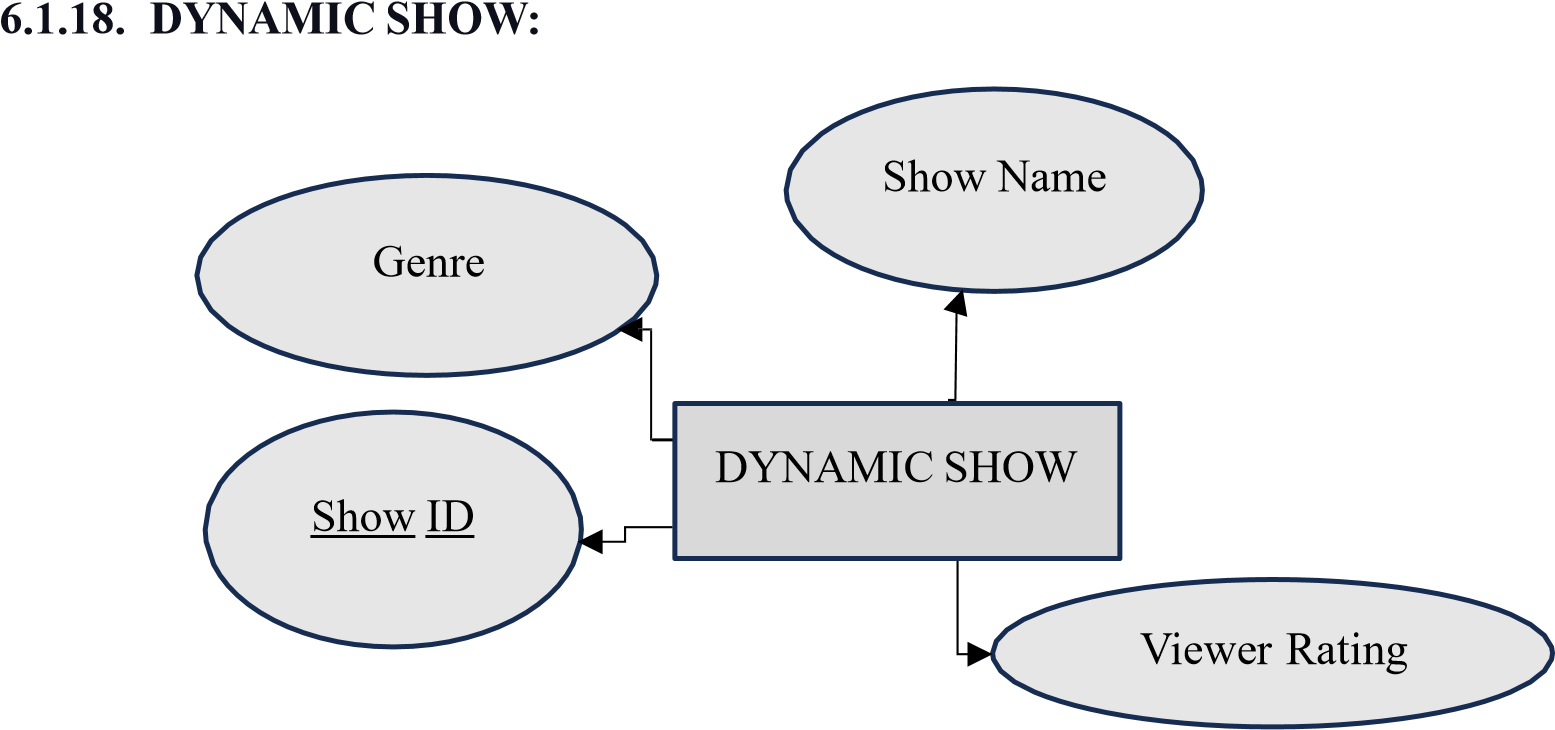 6.1.18. DYNAMIC SHOW:
Show Name
Genre
DYNAMIC SHOW
Show ID
Viewer Rating